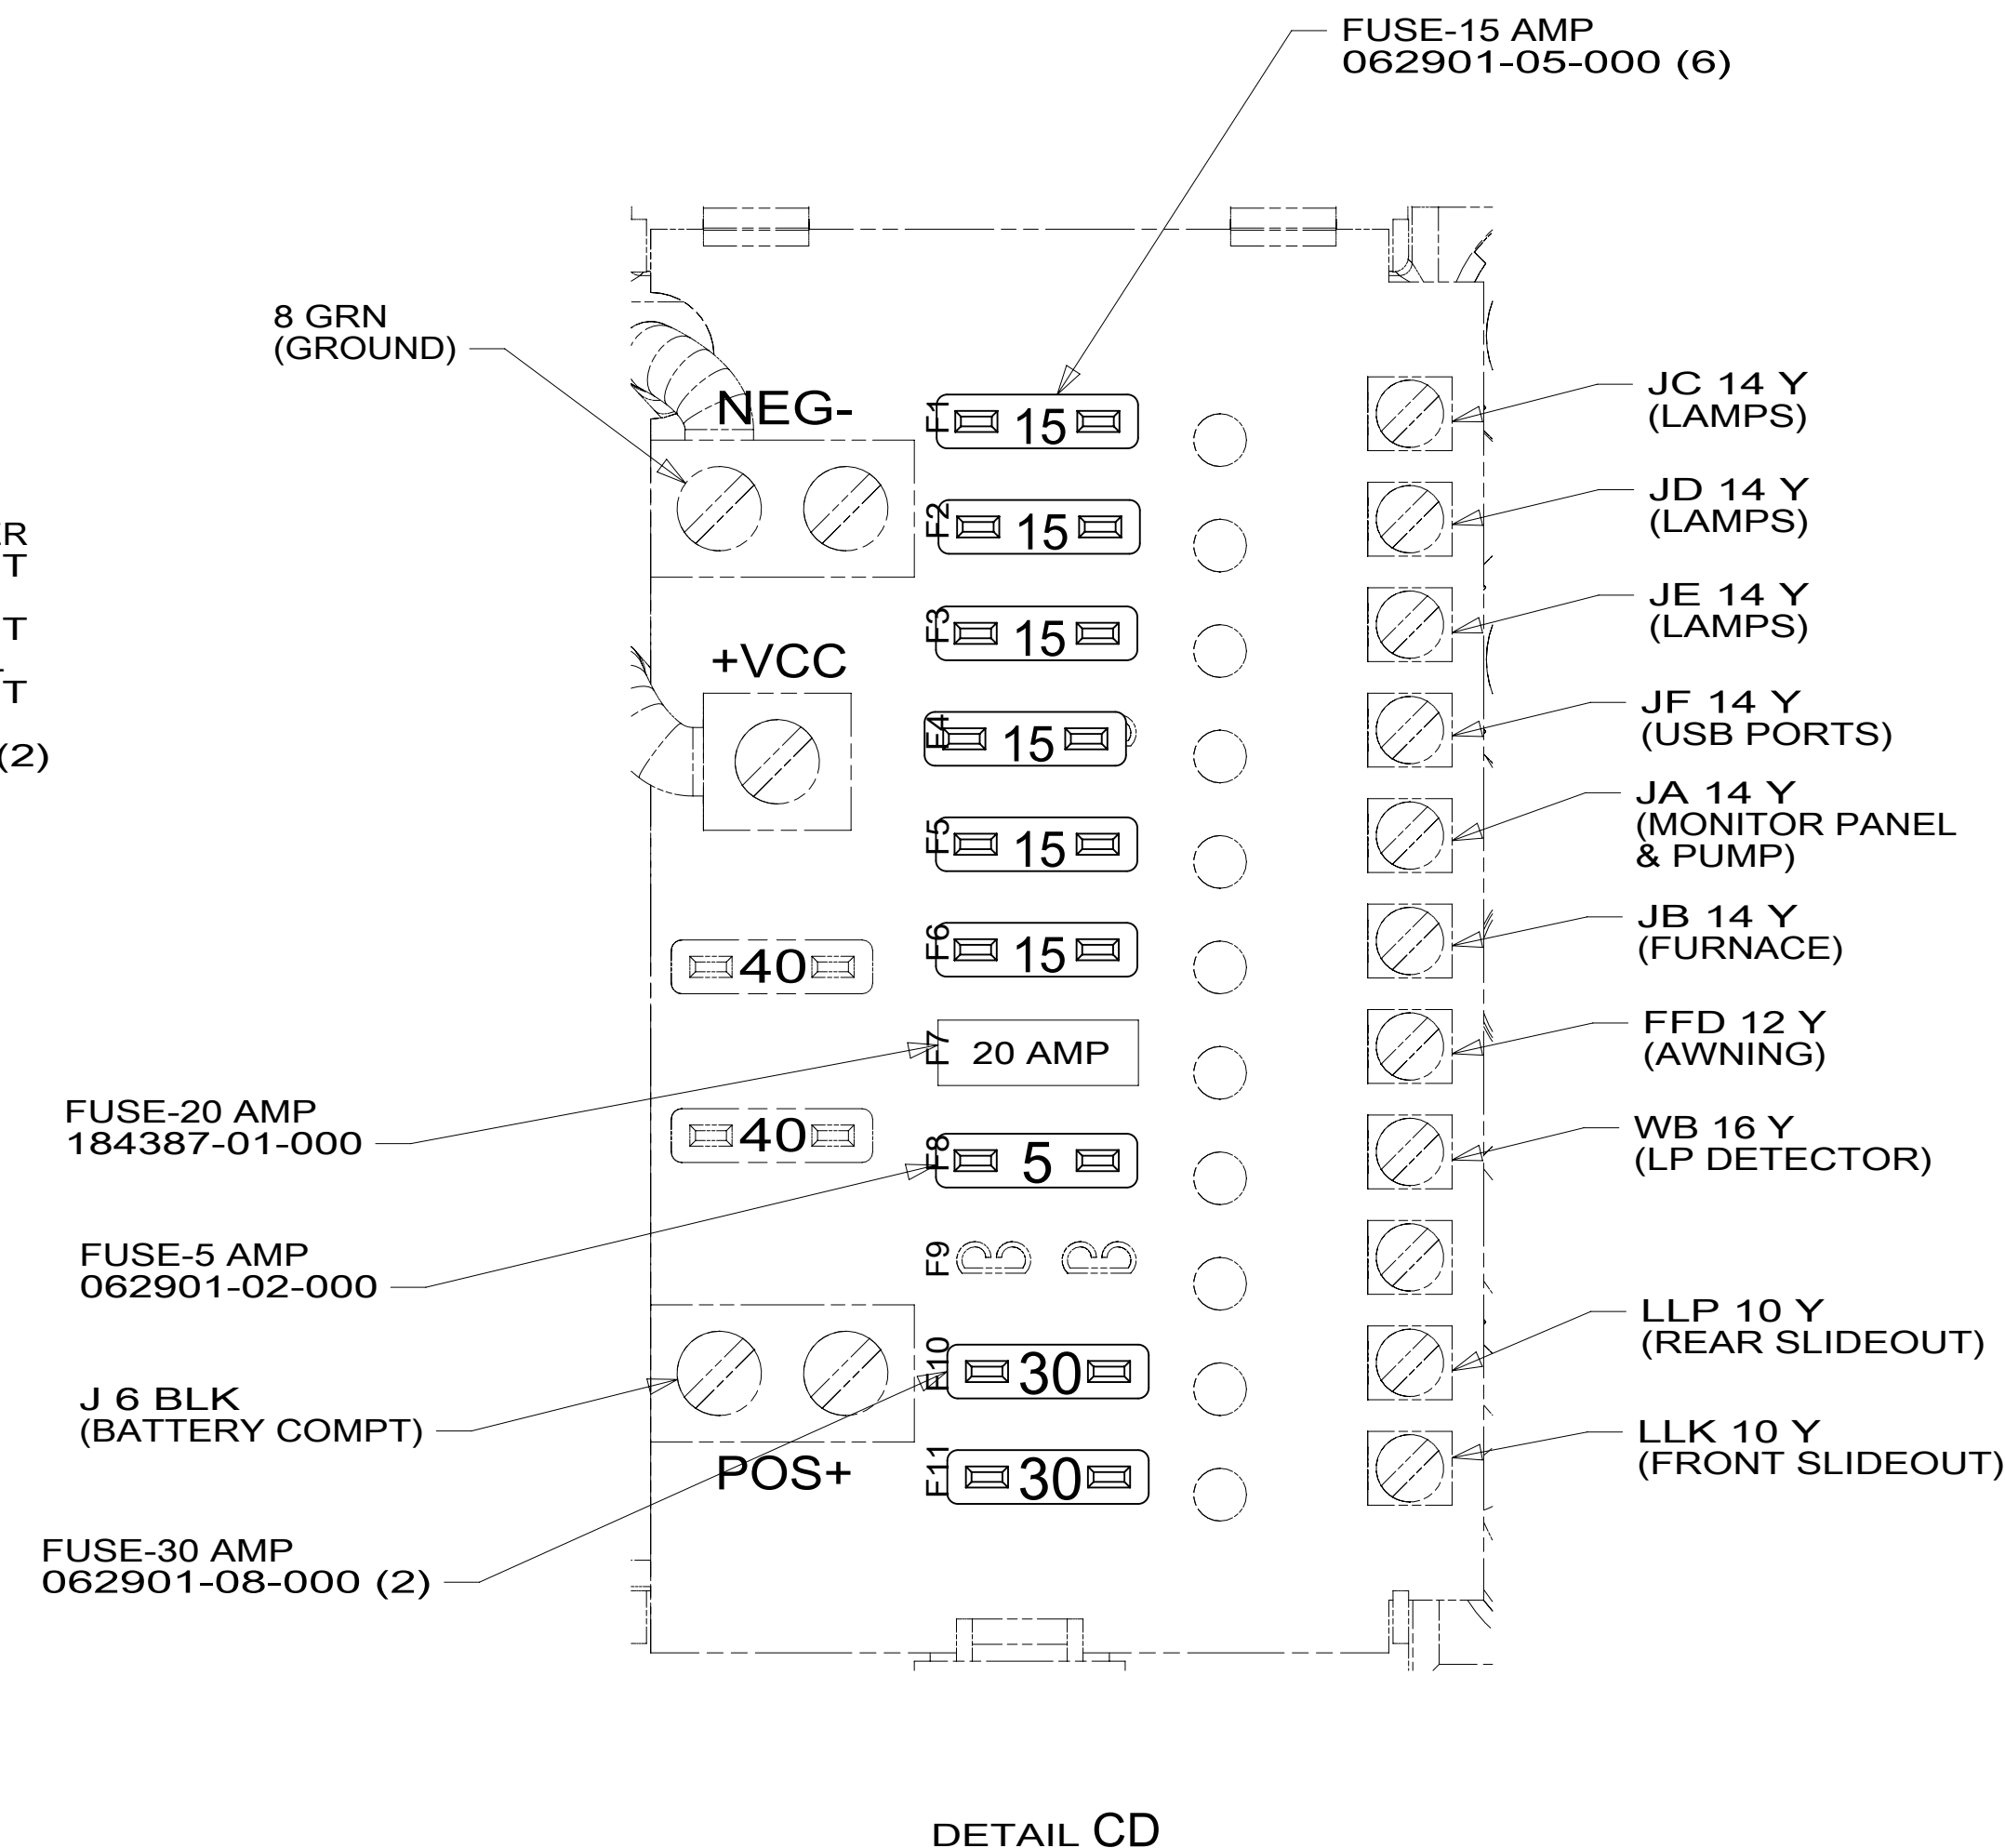 FUSE-15 AMP
062901-05-000 (6)
8 GRN
(GROUND)
NEG-
+VCC
F1 15
F2 15
F3 15
F4 15
F5 15
F6 15
F7 20 AMP
F8 5
F9
F10 30
F11 30
40
40
POS+
JC 14 Y
(LAMPS)
JD 14 Y
(LAMPS)
JE 14 Y
(LAMPS)
JF 14 Y
(USB PORTS)
JA 14 Y
(MONITOR PANEL
& PUMP)
JB 14 Y
(FURNACE)
FFD 12 Y
(AWNING)
WB 16 Y
(LP DETECTOR)
LLP 10 Y
(REAR SLIDEOUT)
LLK 10 Y
(FRONT SLIDEOUT)
ER
T
T
T
(2)
FUSE-20 AMP
184387-01-000
FUSE-5 AMP
062901-02-000
J 6 BLK
(BATTERY COMPT)
FUSE-30 AMP
062901-08-000 (2)
DETAIL CD